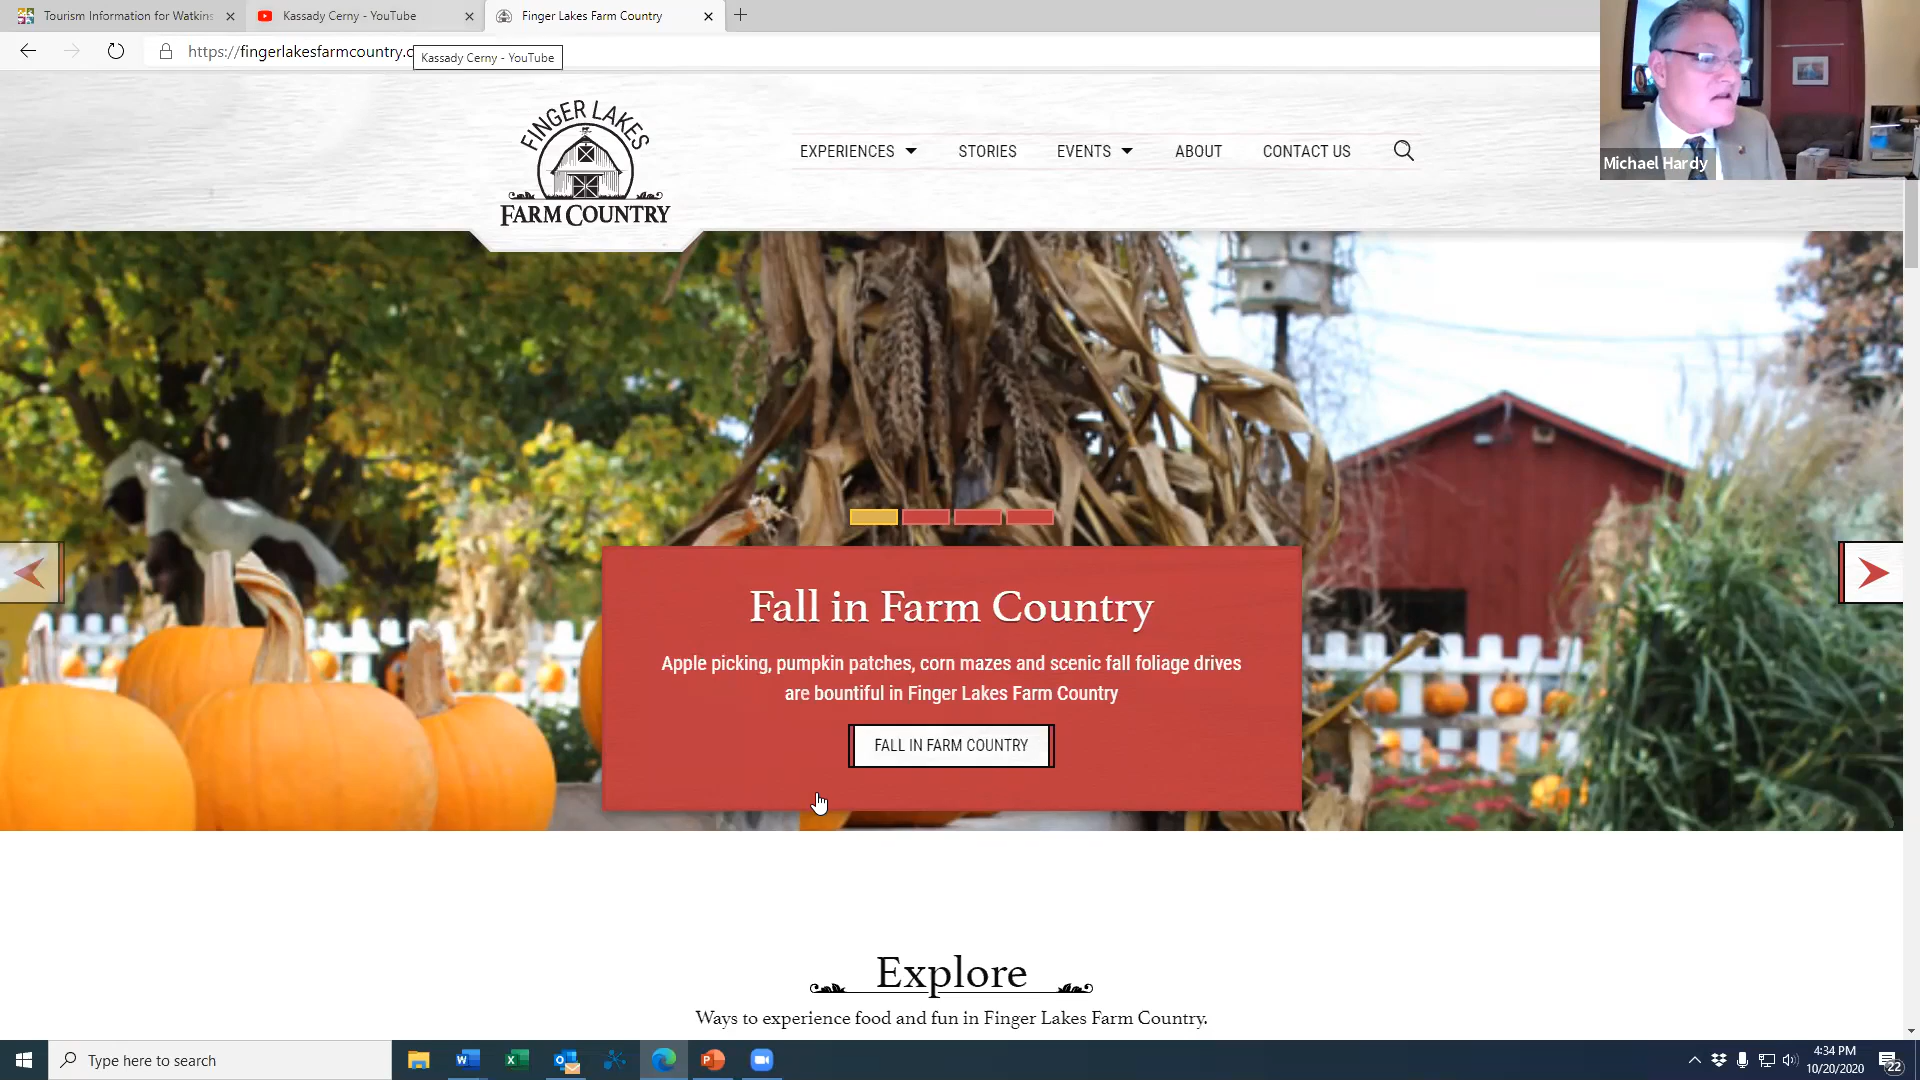 Tourism Information for Watkins
Kassady Cerny - YouTube
Finger Lakes Farm Country
https://fingerlakesfarmcountry.c
Kassady Cerny - YouTube
FINGER LAKES
FARM COUNTRY
EXPERIENCES
STORIES
EVENTS
ABOUT
CONTACT US
Michael Hardy
Fall in Farm Country
Apple picking, pumpkin patches, corn mazes and scenic fall foliage drives
are bountiful in Finger Lakes Farm Country
FALL IN FARM COUNTRY
Explore
Ways to experience food and fun in Finger Lakes Farm Country.
Type here to search
4:34 PM
10/20/2020
22